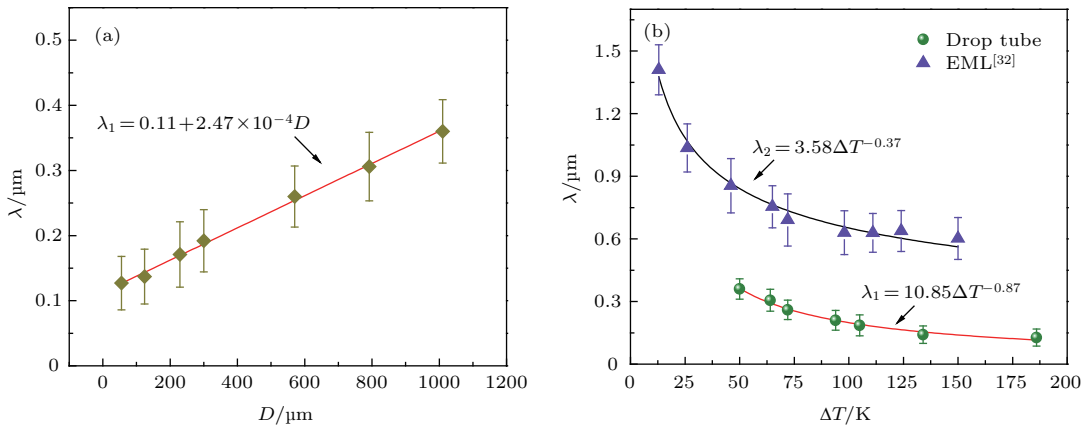 (a)
λ₁ = 0.11+2.47×10⁻⁴D
λ/µm
0.5
0.4
0.3
0.2
0.1
0
0 200 400 600 800 1000 1200
D/µm
(b)
Drop tube
EML[32]
λ₂ = 3.58ΔT⁻⁰·³⁷
λ₁ = 10.85ΔT⁻⁰·⁸⁷
λ/µm
1.5
1.2
0.9
0.6
0.3
0
0 25 50 75 100 125 150 175 200
ΔT/K